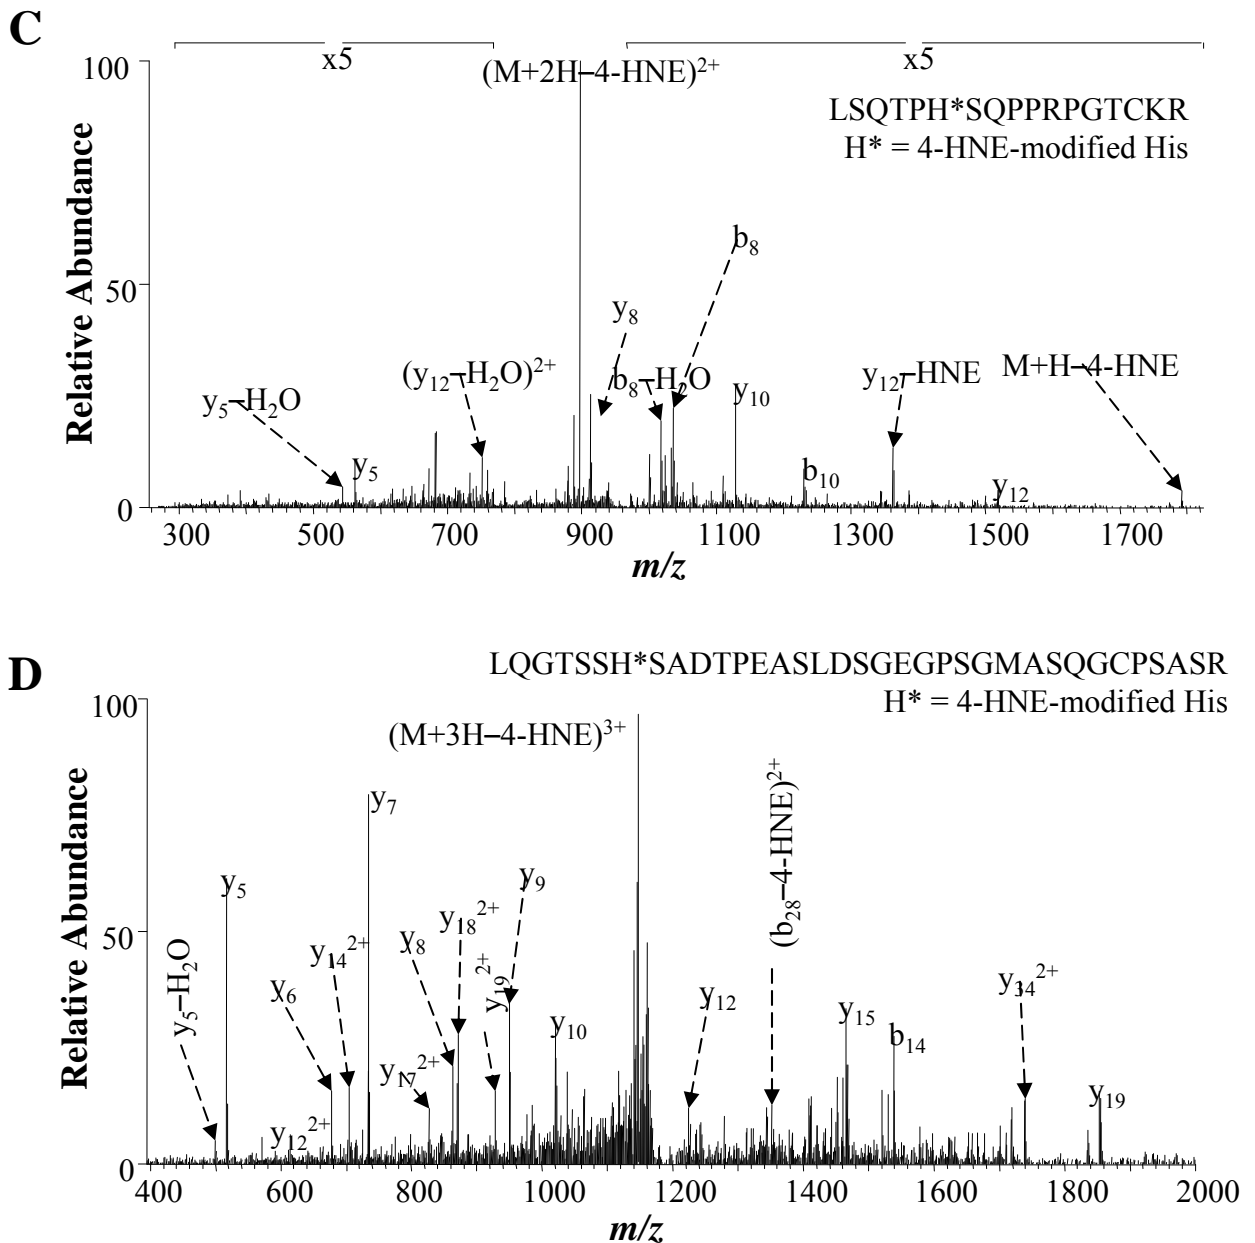 C
x5
x5
100
(M+2H–4-HNE)²⁺
LSQTPH*SQPPRPGTCKR
H* = 4-HNE-modified His
b₈
50
y₈
(y₁₂–H₂O)²⁺
b₈–H₂O
y₁₂–HNE
M+H–4-HNE
y₅–H₂O
y₁₀
y₅
b₁₀
y₁₂
0
300 500 700 900 1100 1300 1500 1700
m/z
Relative Abundance
D
LQGTSSH*SADTPEASLDSGEGPSGMASQGCPSASR
H* = 4-HNE-modified His
100
(M+3H–4-HNE)³⁺
(b₂₈–4-HNE)²⁺
y₇
y₅
y₉
50
y₁₈²⁺
y₈
y₁₄²⁺
y₅–H₂O
y₆
y₁₉²⁺
y₃₄²⁺
y₁₂
y₁₀
y₁₅
b₁₄
y₁₇²⁺
y₁₉
y₁₂²⁺
0
400 600 800 1000 1200 1400 1600 1800 2000
m/z
Relative Abundance